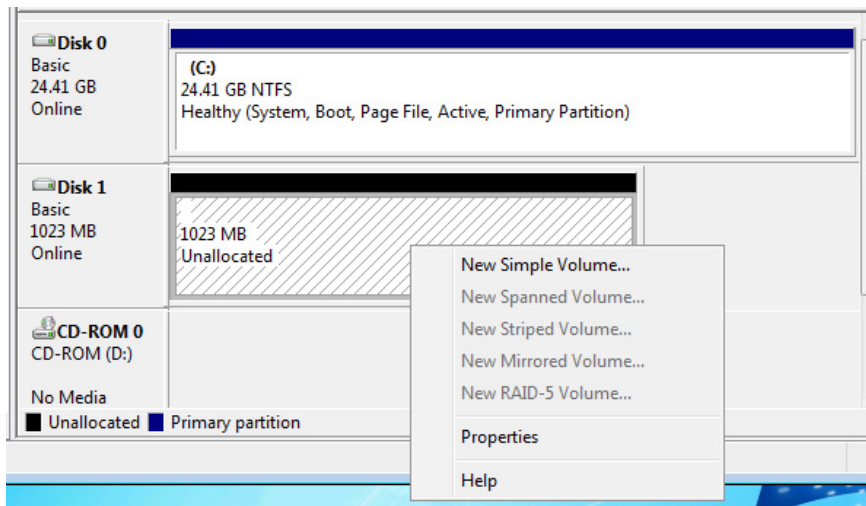 Disk 0
Basic
24.41 GB
Online
(C:)
24.41 GB NTFS
Healthy (System, Boot, Page File, Active, Primary Partition)
Disk 1
Basic
1023 MB
Online
1023 MB
Unallocated
New Simple Volume...
New Spanned Volume...
New Striped Volume...
New Mirrored Volume...
New RAID-5 Volume...
Properties
Help
CD-ROM 0
CD-ROM (D:)
No Media
Unallocated Primary partition